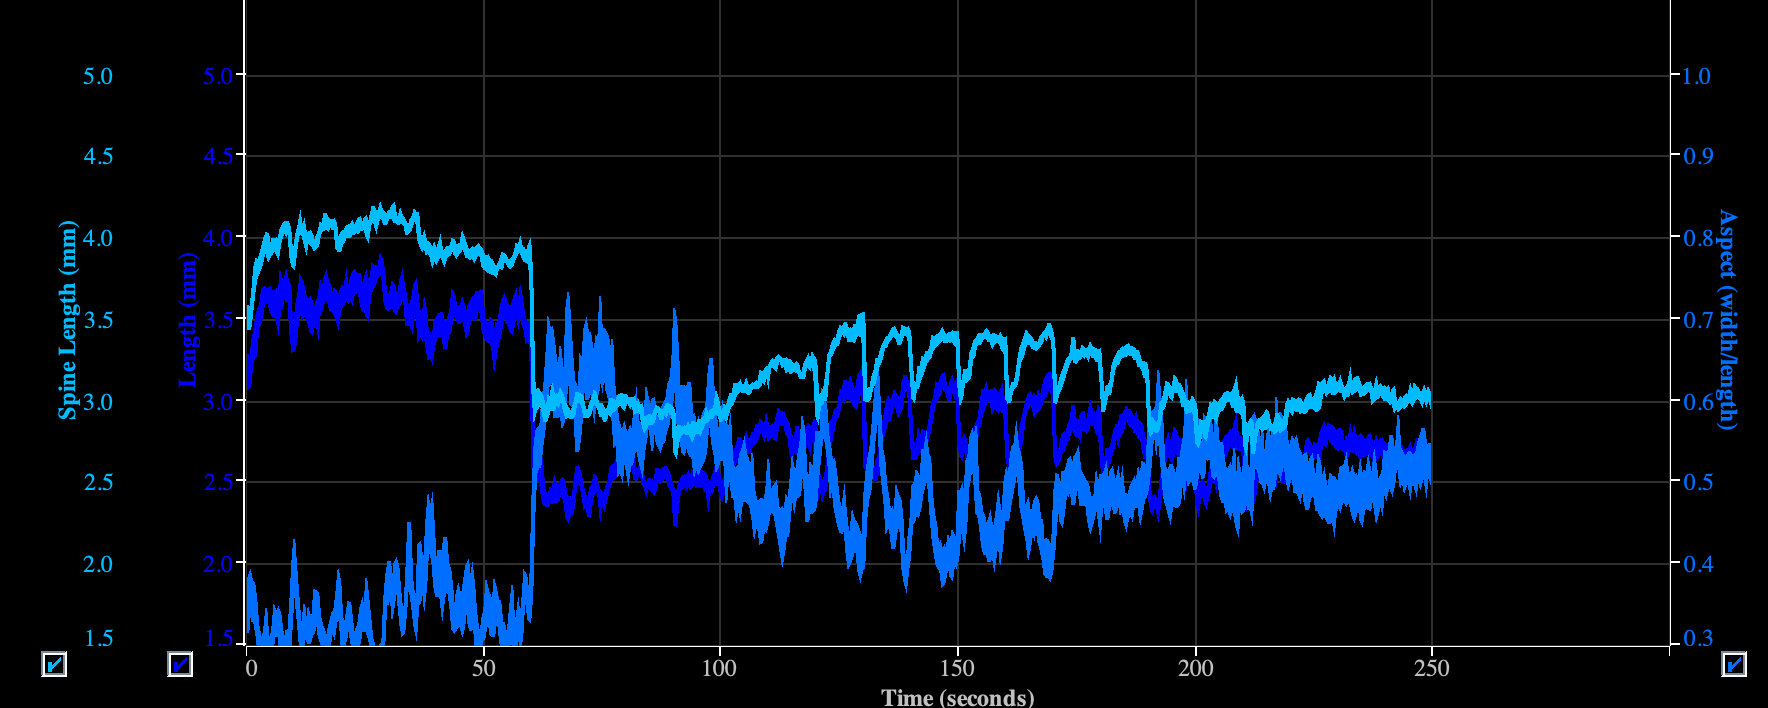 5.0 5.0 1.0
4.5 4.5 0.9
4.0 4.0 0.8
3.5 3.5 0.7
3.0 3.0 0.6
2.5 2.5 0.5
2.0 2.0 0.4
1.5 1.5 0.3
Spine Length (mm)
Length (mm)
Aspect (width/length)
0 50 100 150 200 250
Time (seconds)